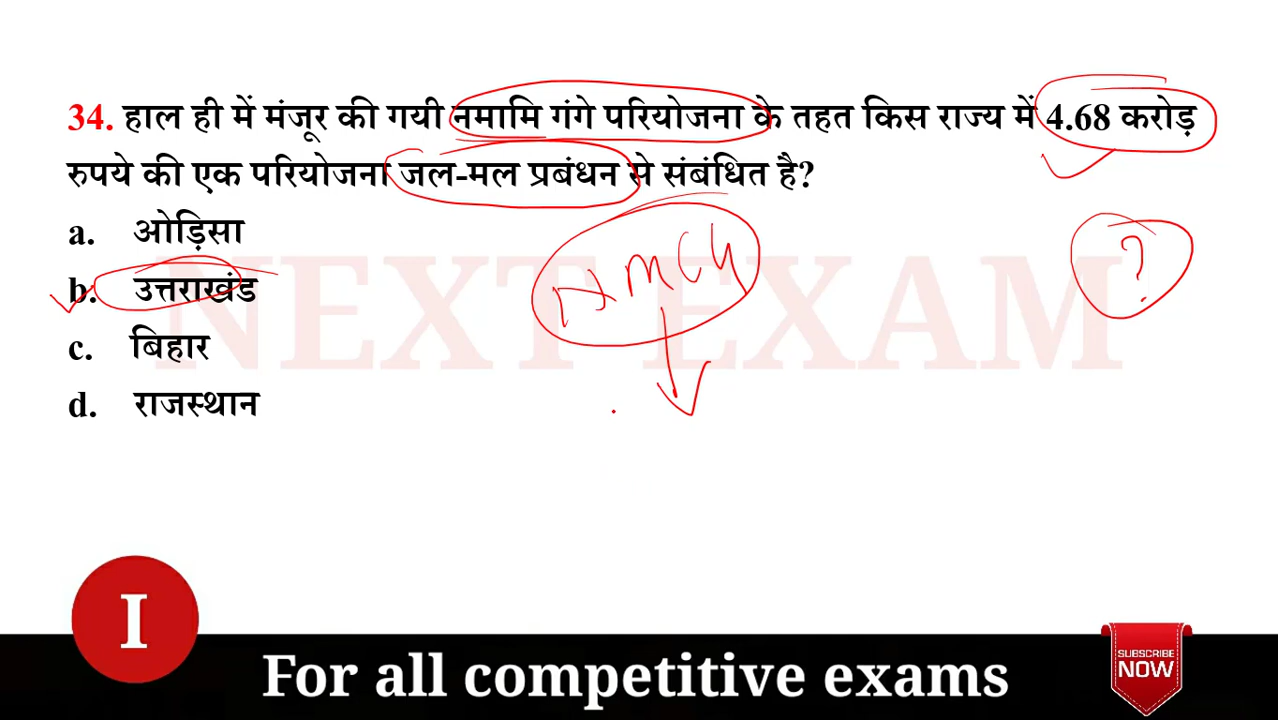 34. हाल ही में मंजूर की गयी नमामि गंगे परियोजना के तहत किस राज्य में 4.68 करोड़
रुपये की एक परियोजना जल-मल प्रबंधन से संबंधित है?
a. ओड़िसा
b. उत्तराखंड
c. बिहार
d. राजस्थान
NMCG
?
NEXT EXAM
I
For all competitive exams
SUBSCRIBE
NOW